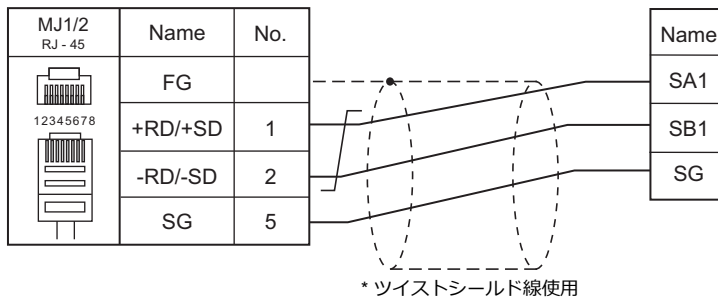 MJ1/2 Name No.
RJ - 45
FG
12345678
+RD/+SD 1
-RD/-SD 2
SG 5
Name
SA1
SB1
SG
* ツイストシールド線使用